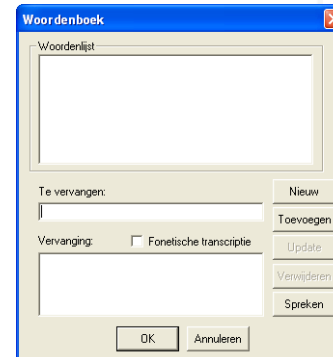 Woordenboek
Woordenlijst
Te vervangen:
Nieuw
Toevoegen
Vervanging:
Fonetische transcriptie
Update
Verwijderen
Spreken
OK
Annuleren